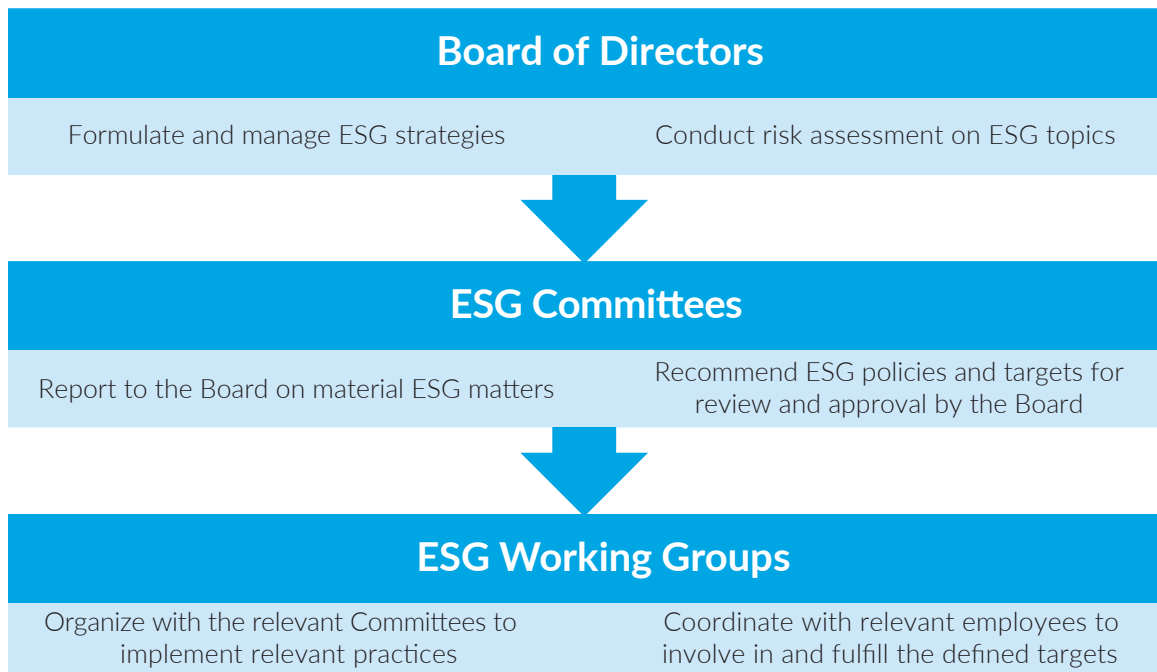 Board of Directors
Formulate and manage ESG strategies
Conduct risk assessment on ESG topics
ESG Committees
Report to the Board on material ESG matters
Recommend ESG policies and targets for
review and approval by the Board
ESG Working Groups
Organize with the relevant Committees to
implement relevant practices
Coordinate with relevant employees to
involve in and fulfill the defined targets